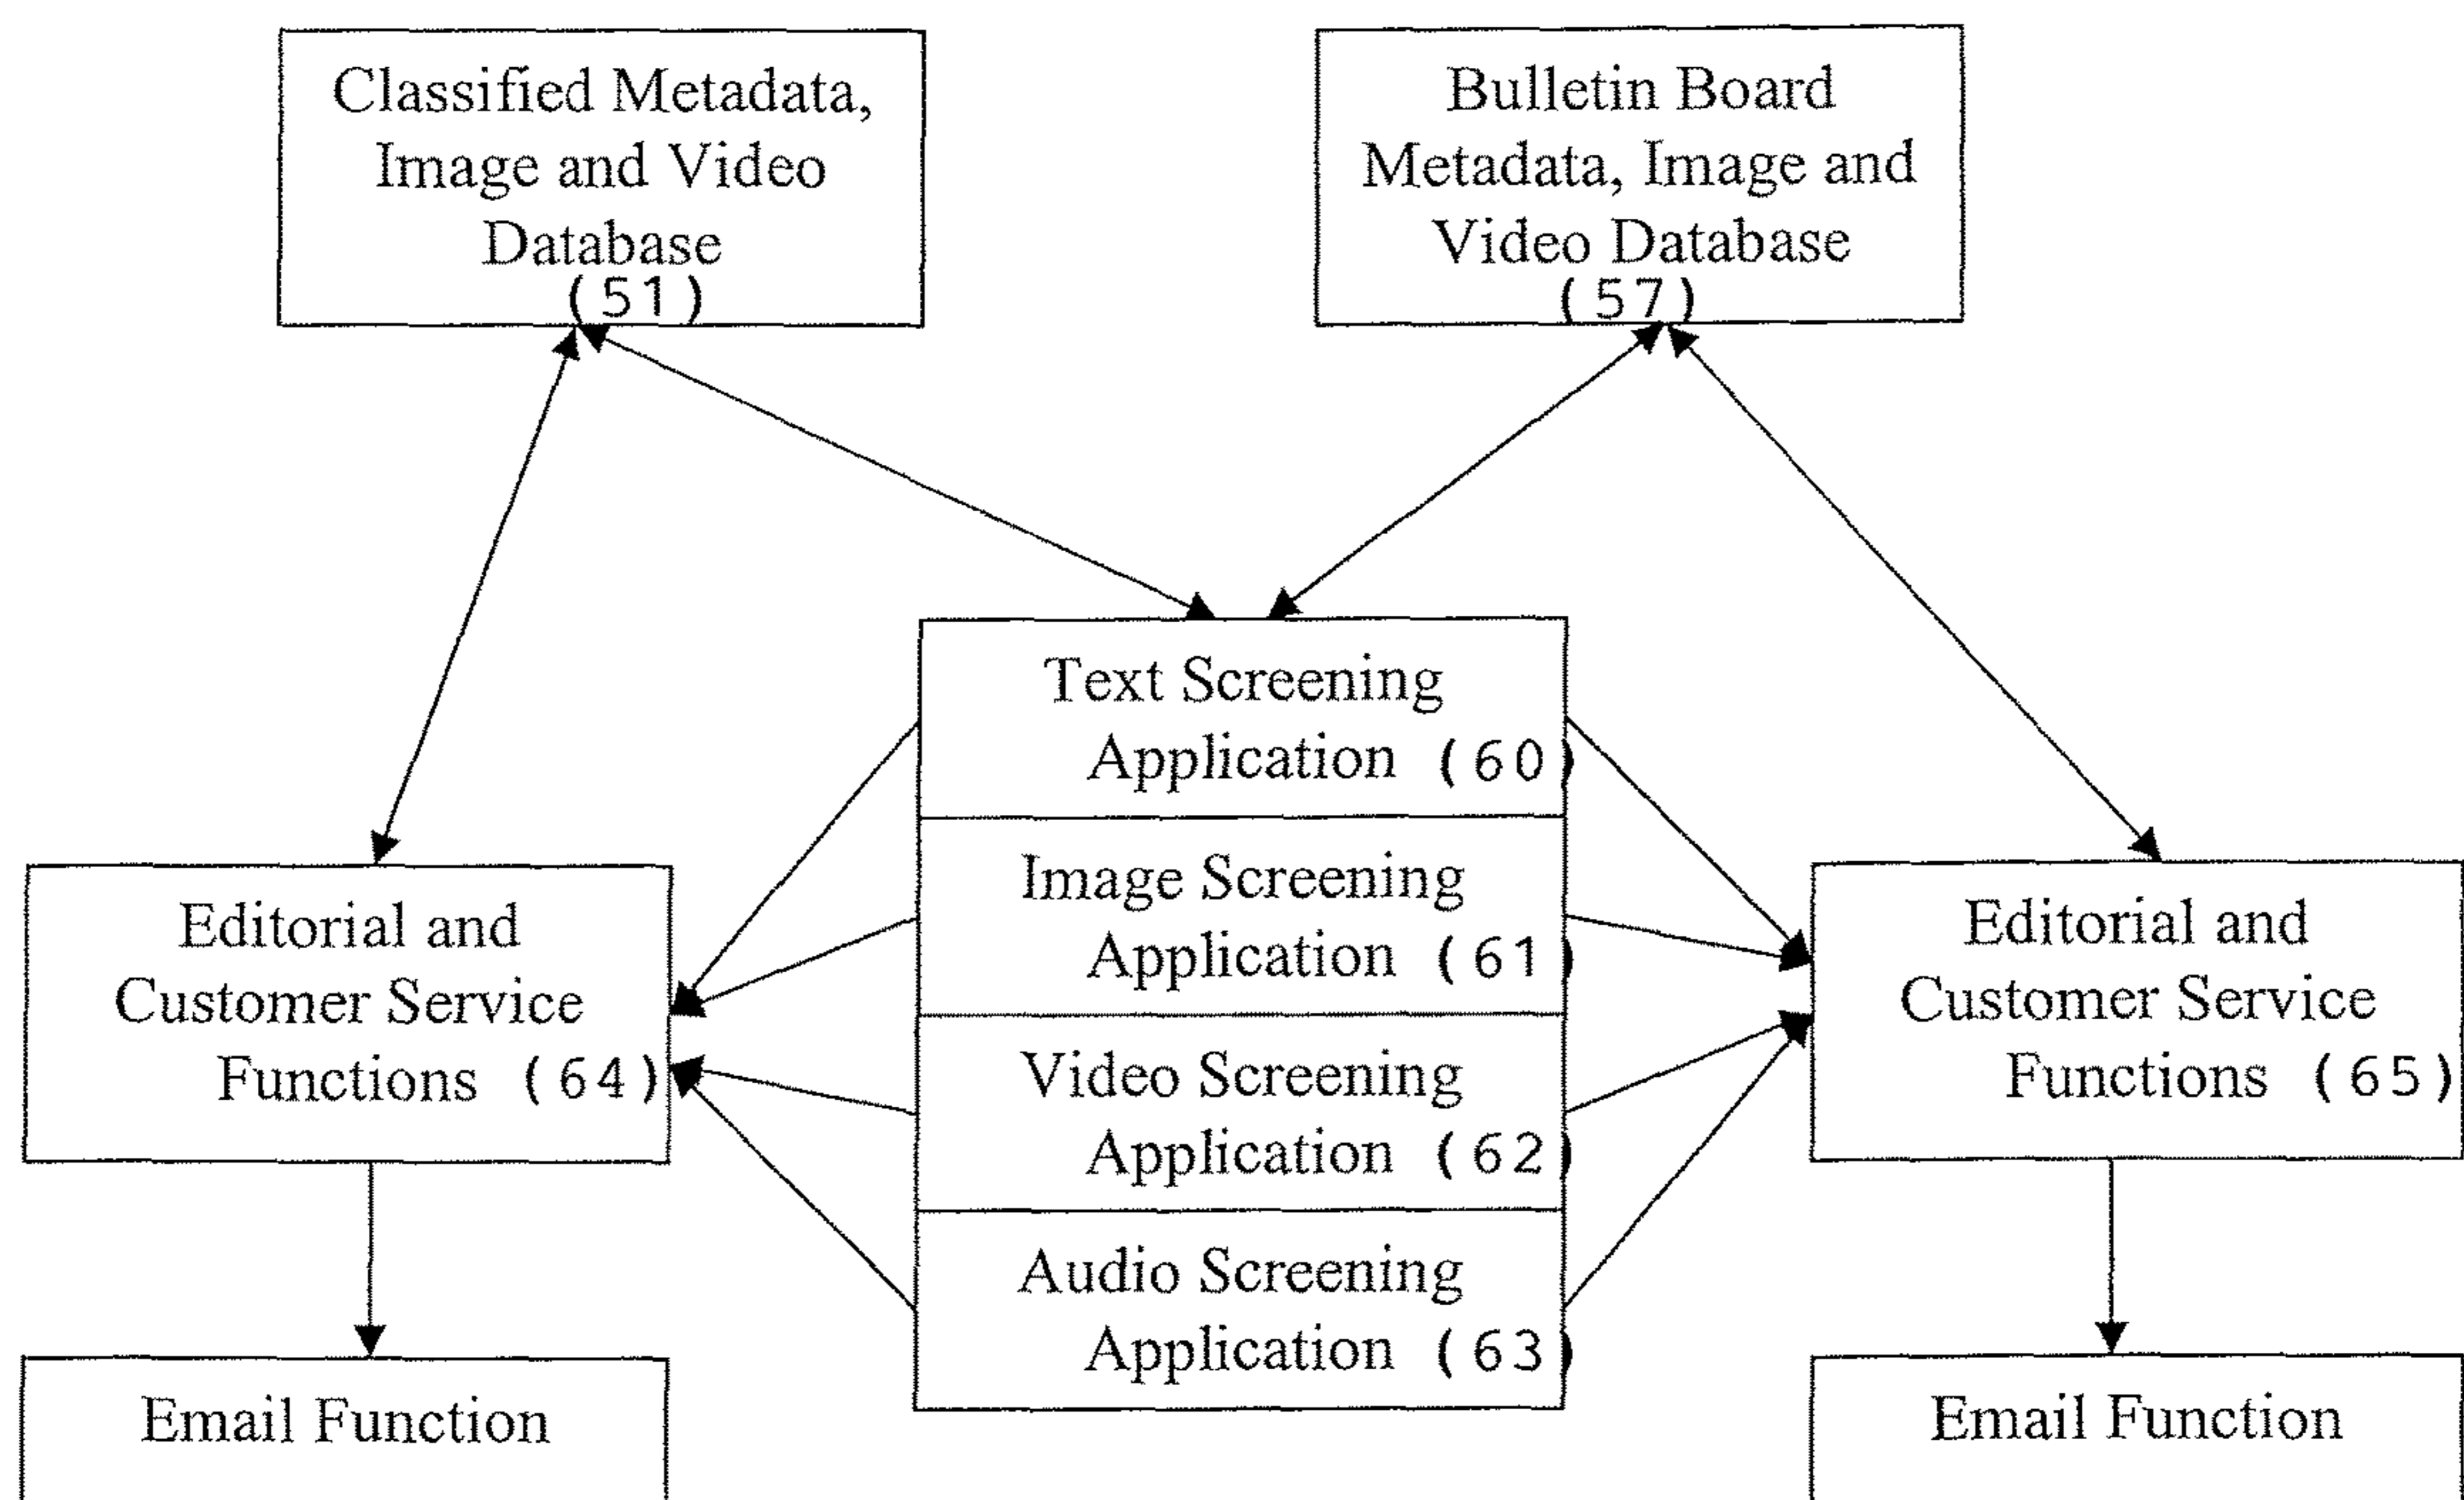 Classified Metadata,
Image and Video
Database
(51)
Bulletin Board
Metadata, Image and
Video Database
(57)
Text Screening
Application (60)
Image Screening
Application (61)
Video Screening
Application (62)
Audio Screening
Application (63)
Editorial and
Customer Service
Functions (64)
Editorial and
Customer Service
Functions (65)
Email Function
Email Function